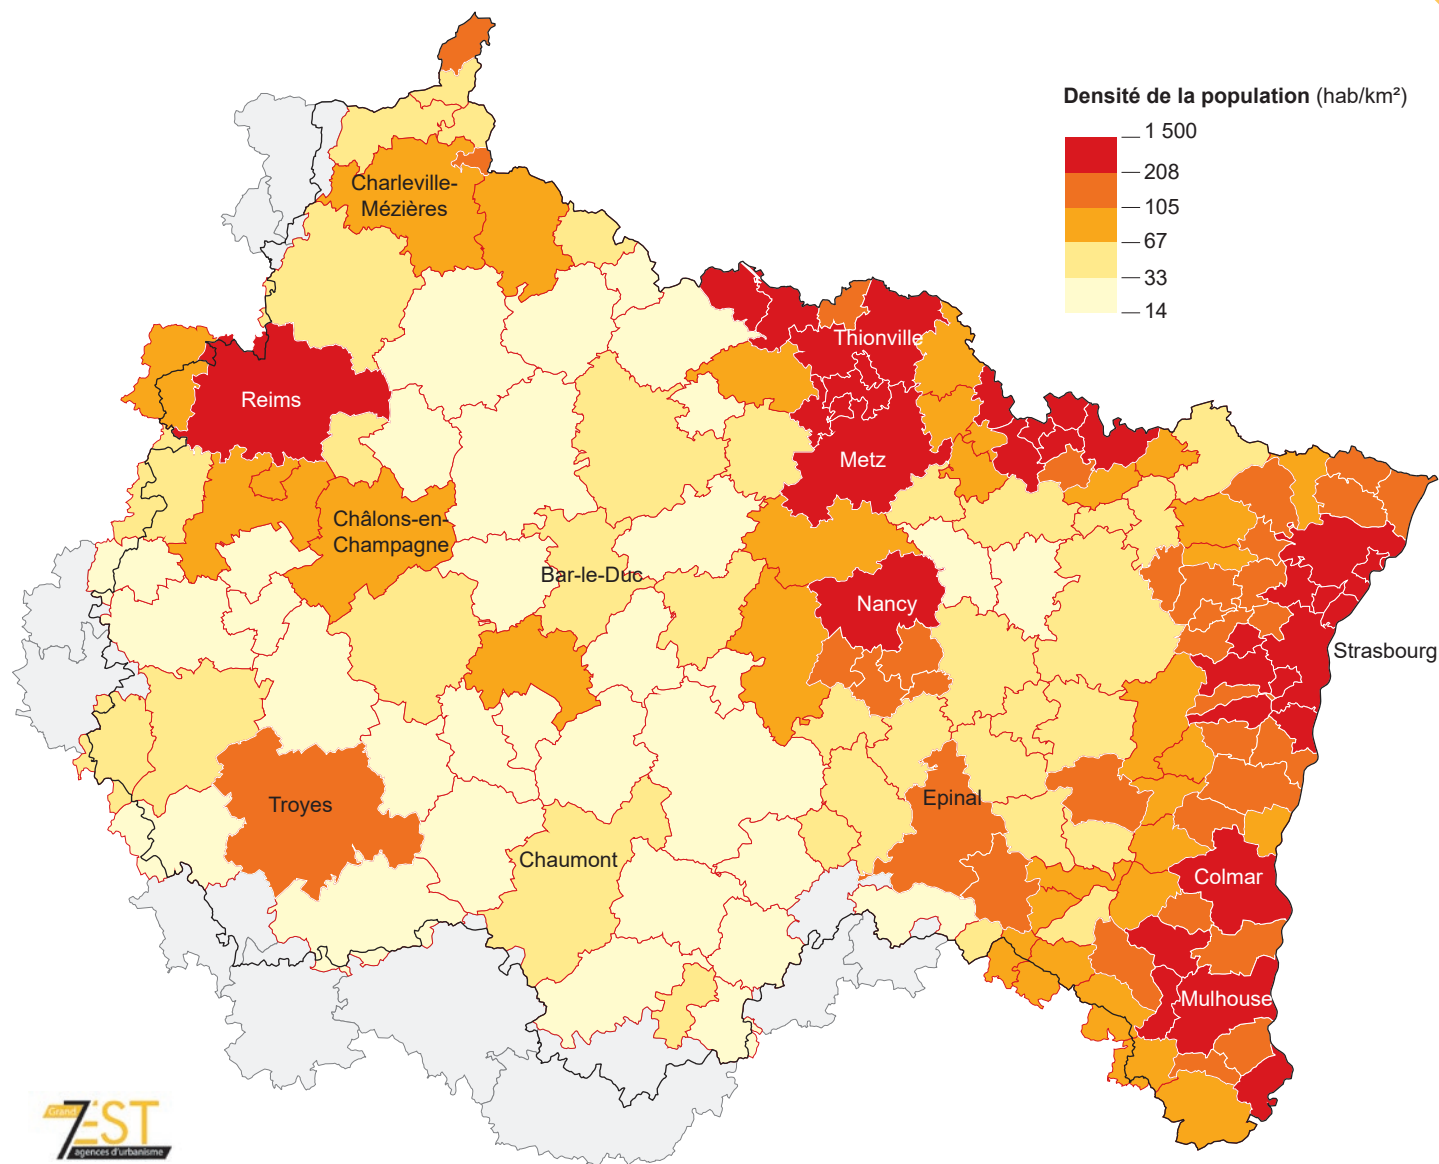 Densité de la population (hab/km²)
1 500
208
105
67
33
14
Charleville-
Mézières
Thionville
Reims
Metz
Châlons-en-
Champagne
Bar-le-Duc
Nancy
Strasbourg
Troyes
Epinal
Chaumont
Colmar
Mulhouse
Grand
7EST
agences d'urbanisme